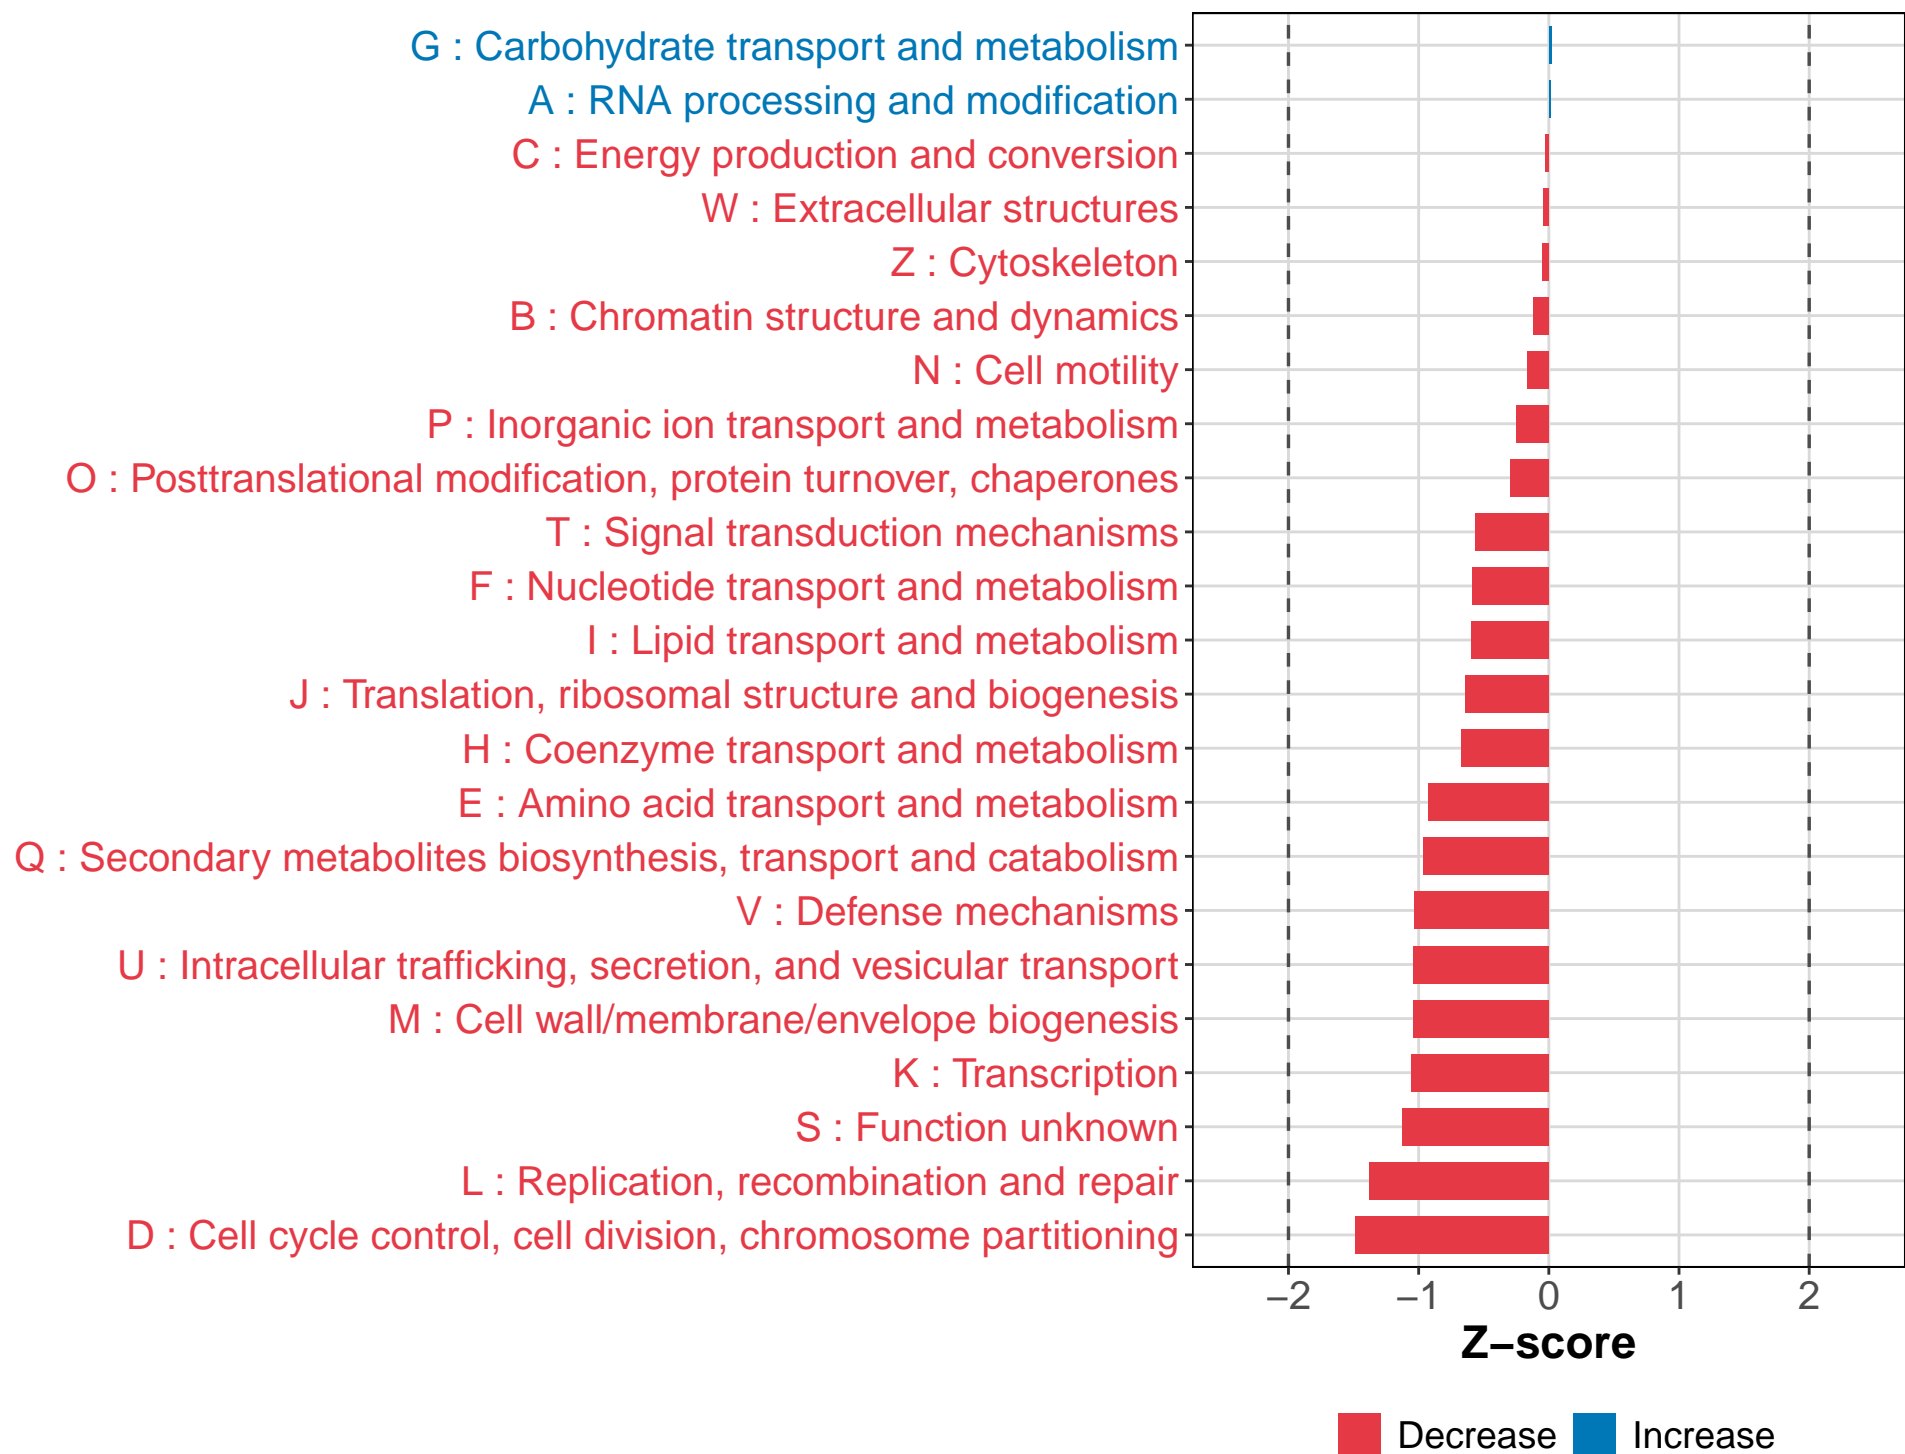 G : Carbohydrate transport and metabolism
A : RNA processing and modification
C : Energy production and conversion
W : Extracellular structures
Z : Cytoskeleton
B : Chromatin structure and dynamics
N : Cell motility
P : Inorganic ion transport and metabolism
O : Posttranslational modification, protein turnover, chaperones
T : Signal transduction mechanisms
F : Nucleotide transport and metabolism
I : Lipid transport and metabolism
J : Translation, ribosomal structure and biogenesis
H : Coenzyme transport and metabolism
E : Amino acid transport and metabolism
Q : Secondary metabolites biosynthesis, transport and catabolism
V : Defense mechanisms
U : Intracellular trafficking, secretion, and vesicular transport
M : Cell wall/membrane/envelope biogenesis
K : Transcription
S : Function unknown
L : Replication, recombination and repair
D : Cell cycle control, cell division, chromosome partitioning
−2 −1 0 1 2
Z−score
Decrease Increase